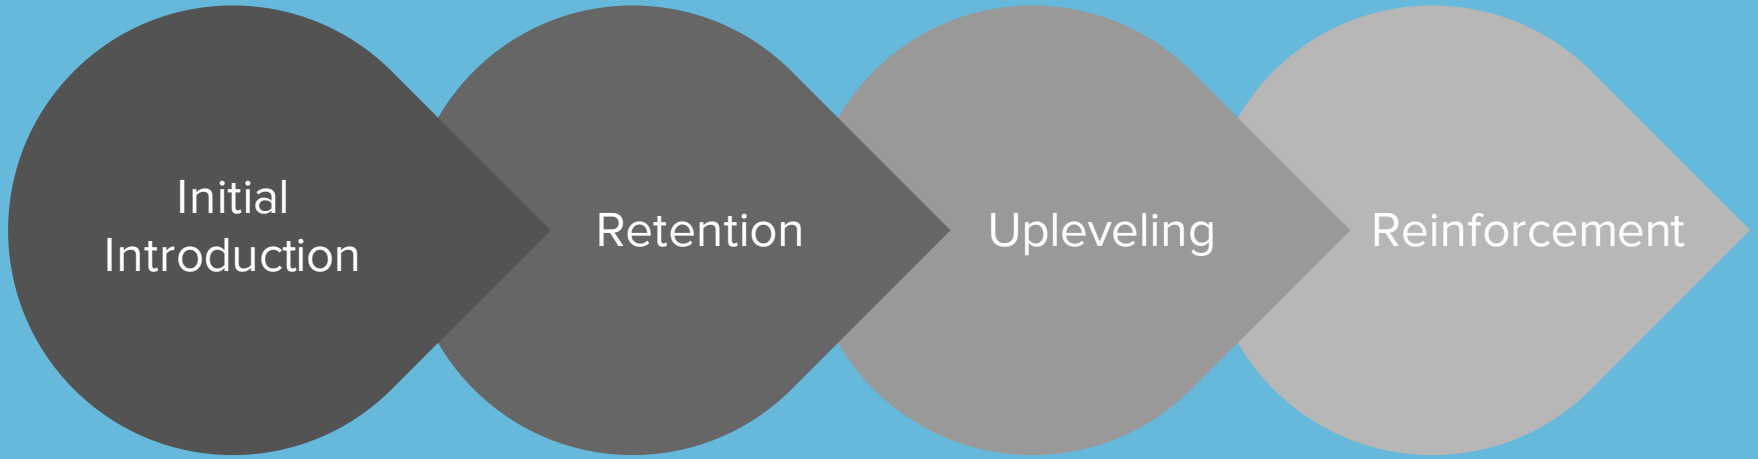 Initial
Introduction
Retention
Upleveling
Reinforcement